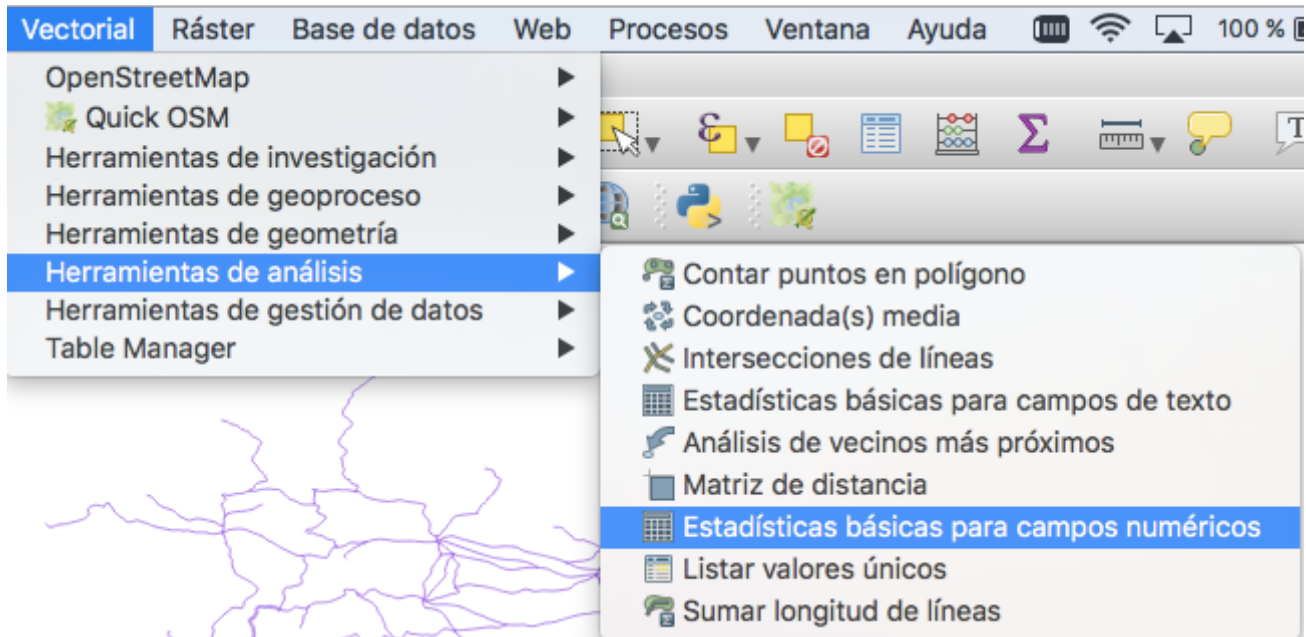 Vectorial Ráster Base de datos Web Procesos Ventana Ayuda 100 %
OpenStreetMap
Quick OSM
Herramientas de investigación
Herramientas de geoproceso
Herramientas de geometría
Herramientas de análisis
Herramientas de gestión de datos
Table Manager
Σ
ε
T
Contar puntos en polígono
Coordenada(s) media
Intersecciones de líneas
Estadísticas básicas para campos de texto
Análisis de vecinos más próximos
Matriz de distancia
Estadísticas básicas para campos numéricos
Listar valores únicos
Sumar longitud de líneas